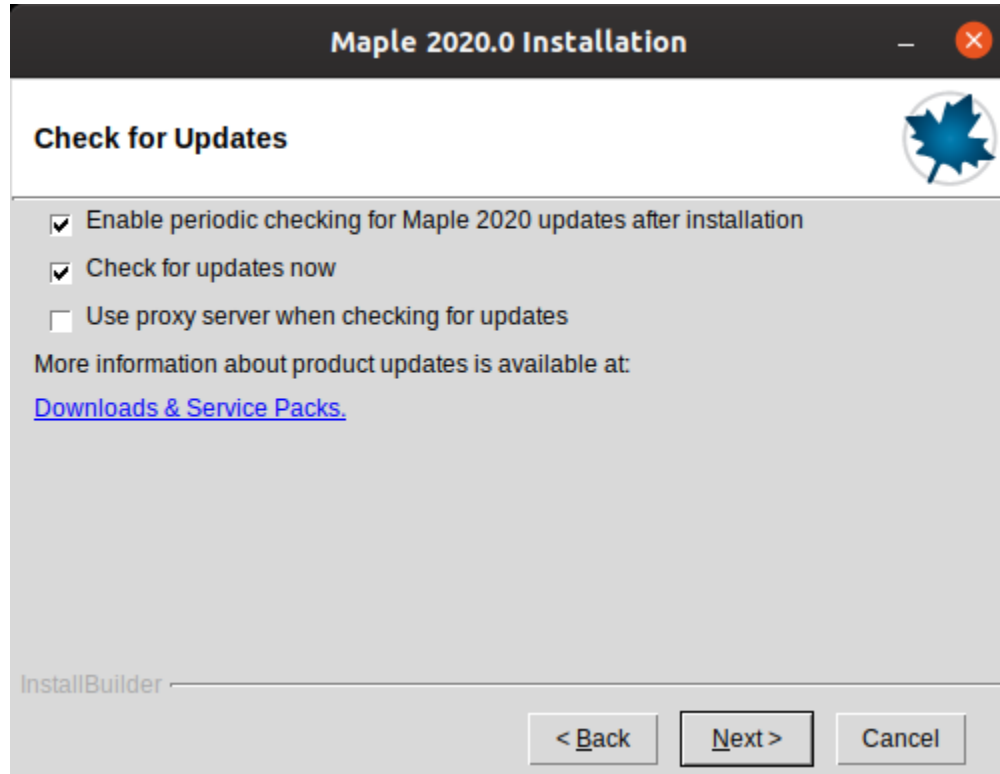 Maple 2020.0 Installation
Check for Updates
Enable periodic checking for Maple 2020 updates after installation
Check for updates now
Use proxy server when checking for updates
More information about product updates is available at:
Downloads & Service Packs.
InstallBuilder
< Back Next > Cancel